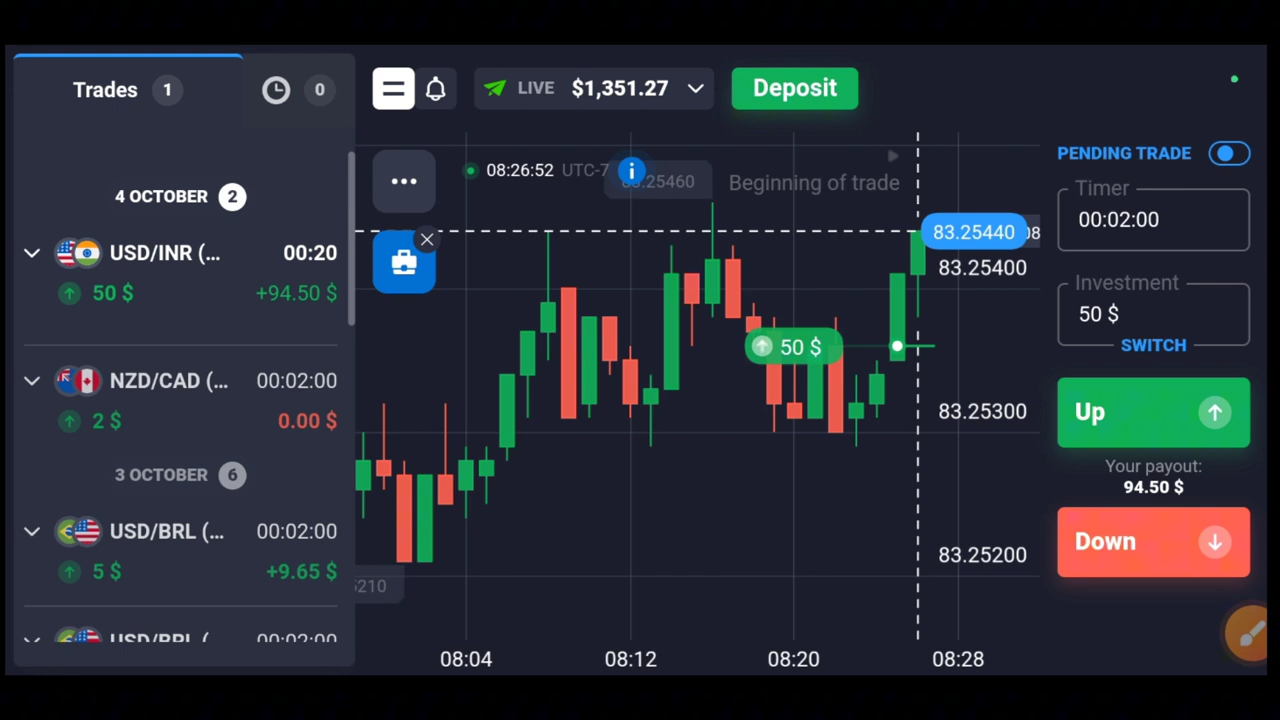 Trades 1
0
4 OCTOBER 2
USD/INR (... 00:20
50 $ +94.50 $
NZD/CAD (... 00:02:00
2 $ 0.00 $
3 OCTOBER 6
USD/BRL (... 00:02:00
5 $ +9.65 $
USD/BRL ( 00:02:00
LIVE $1,351.27
Deposit
08:26:52 UTC-7
i
83.25460
Beginning of trade
83.25440 08
83.25400
50 $
83.25300
83.25200
5210
08:04 08:12 08:20 08:28
PENDING TRADE
Timer
00:02:00
Investment
50 $
SWITCH
Up
Your payout:
94.50 $
Down